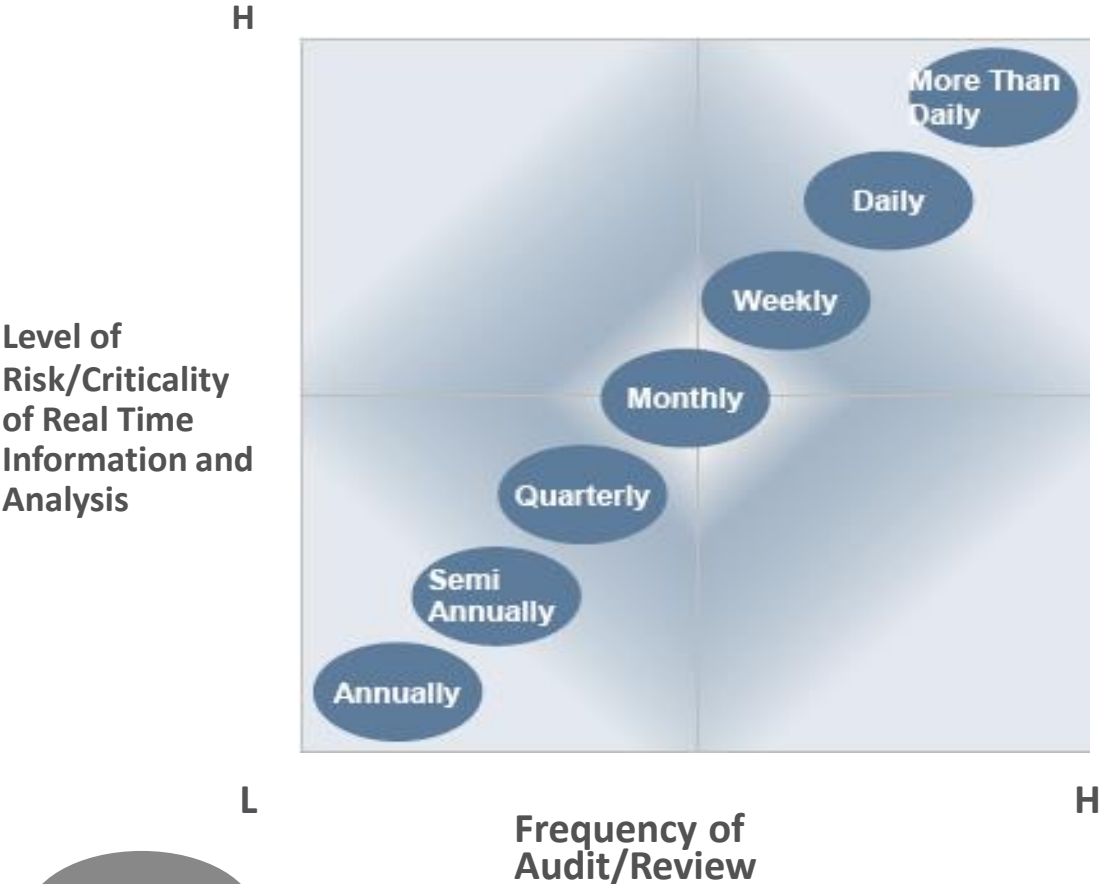 H
More Than
Daily
Daily
Weekly
Level of
Risk/Criticality
of Real Time
Information and
Analysis
Monthly
Quarterly
Semi
Annually
Annually
L
H
Frequency of
Audit/Review